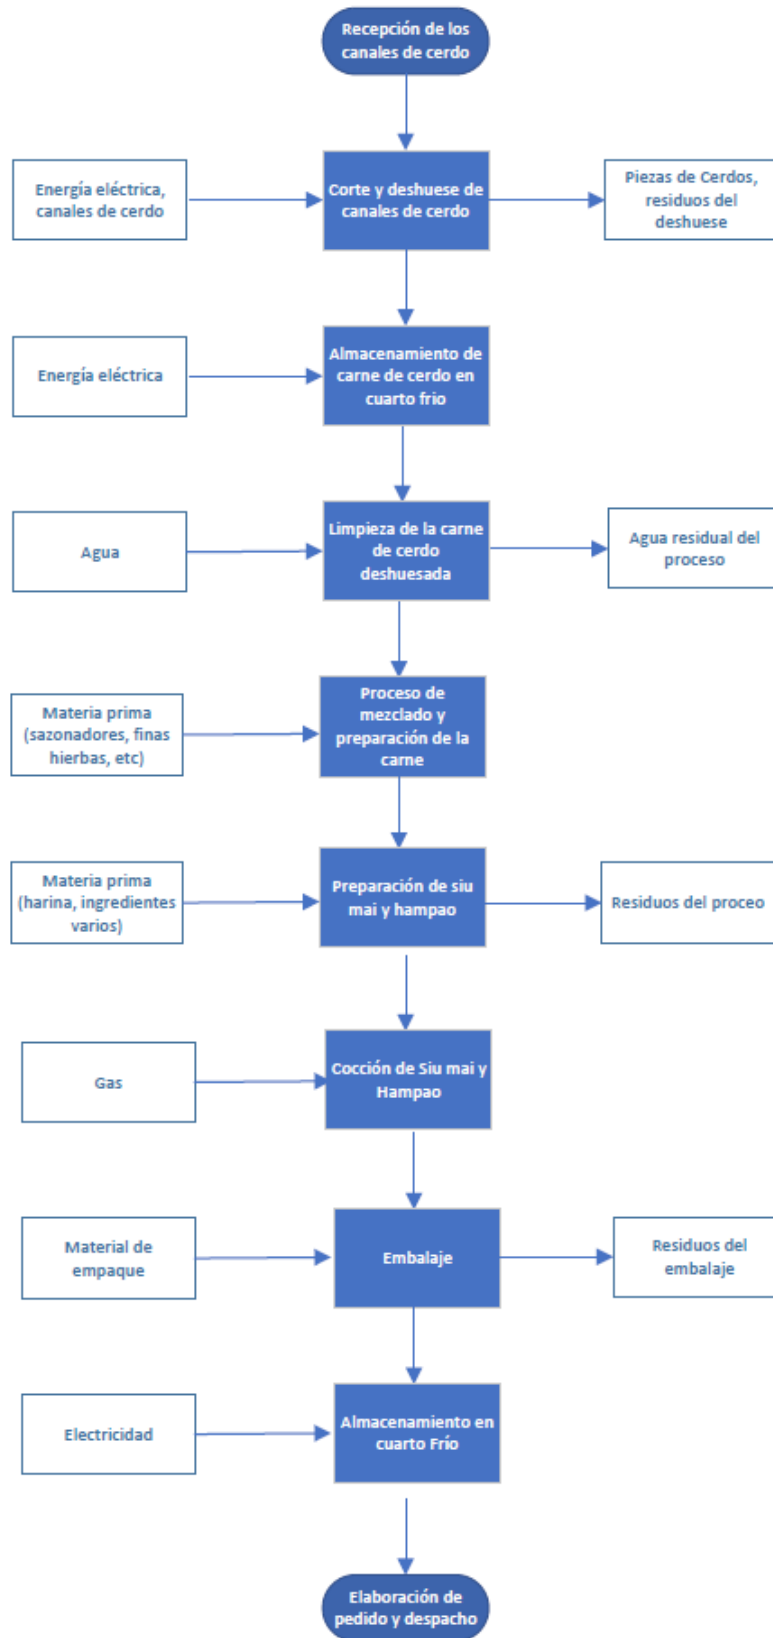 Recepción de los
canales de cerdo
Energía eléctrica,
canales de cerdo
Corte y deshuese de
canales de cerdo
Piezas de Cerdos,
residuos del
deshuese
Energía eléctrica
Almacenamiento de
carne de cerdo en
cuarto frio
Agua
Limpieza de la carne
de cerdo
deshuesada
Agua residual del
proceso
Materia prima
(sazonadores, finas
hierbas, etc)
Proceso de
mezclado y
preparación de la
carne
Materia prima
(harina, ingredientes
varios)
Preparación de siu
mai y hampao
Residuos del proceo
Gas
Cocción de Siu mai y
Hampao
Material de
empaque
Embalaje
Residuos del
embalaje
Electricidad
Almacenamiento en
cuarto Frío
Elaboración de
pedido y despacho